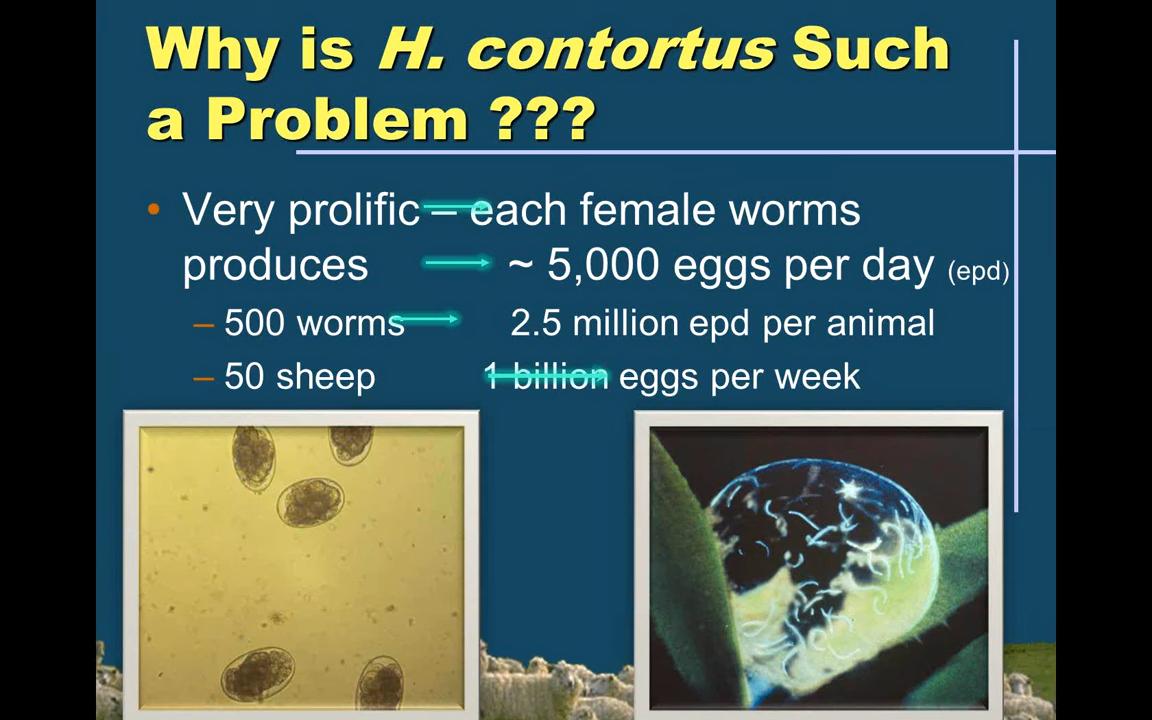 Why is H. contortus Such
a Problem ???
• Very prolific – each female worms
produces ~ 5,000 eggs per day (epd)
– 500 worms 2.5 million epd per animal
– 50 sheep 1 billion eggs per week